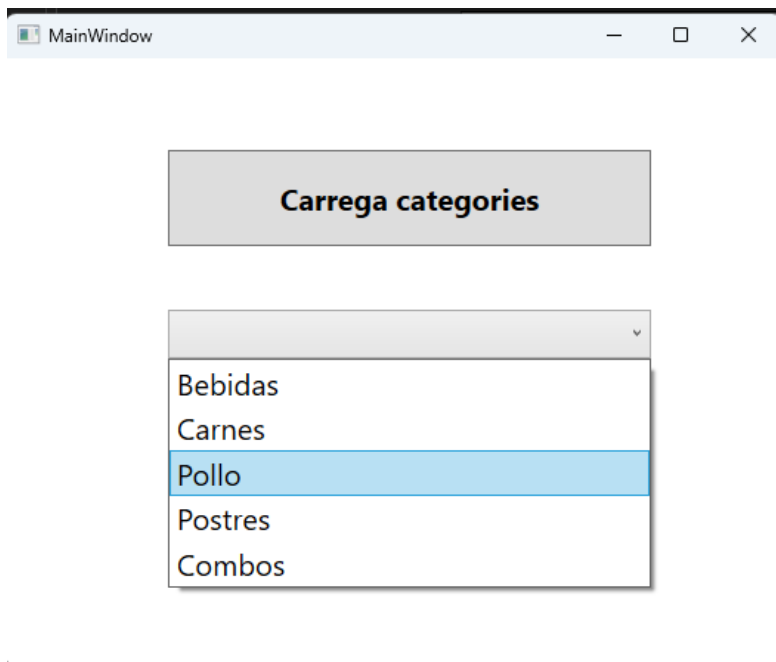 MainWindow
Carrega categories
Bebidas
Carnes
Pollo
Postres
Combos